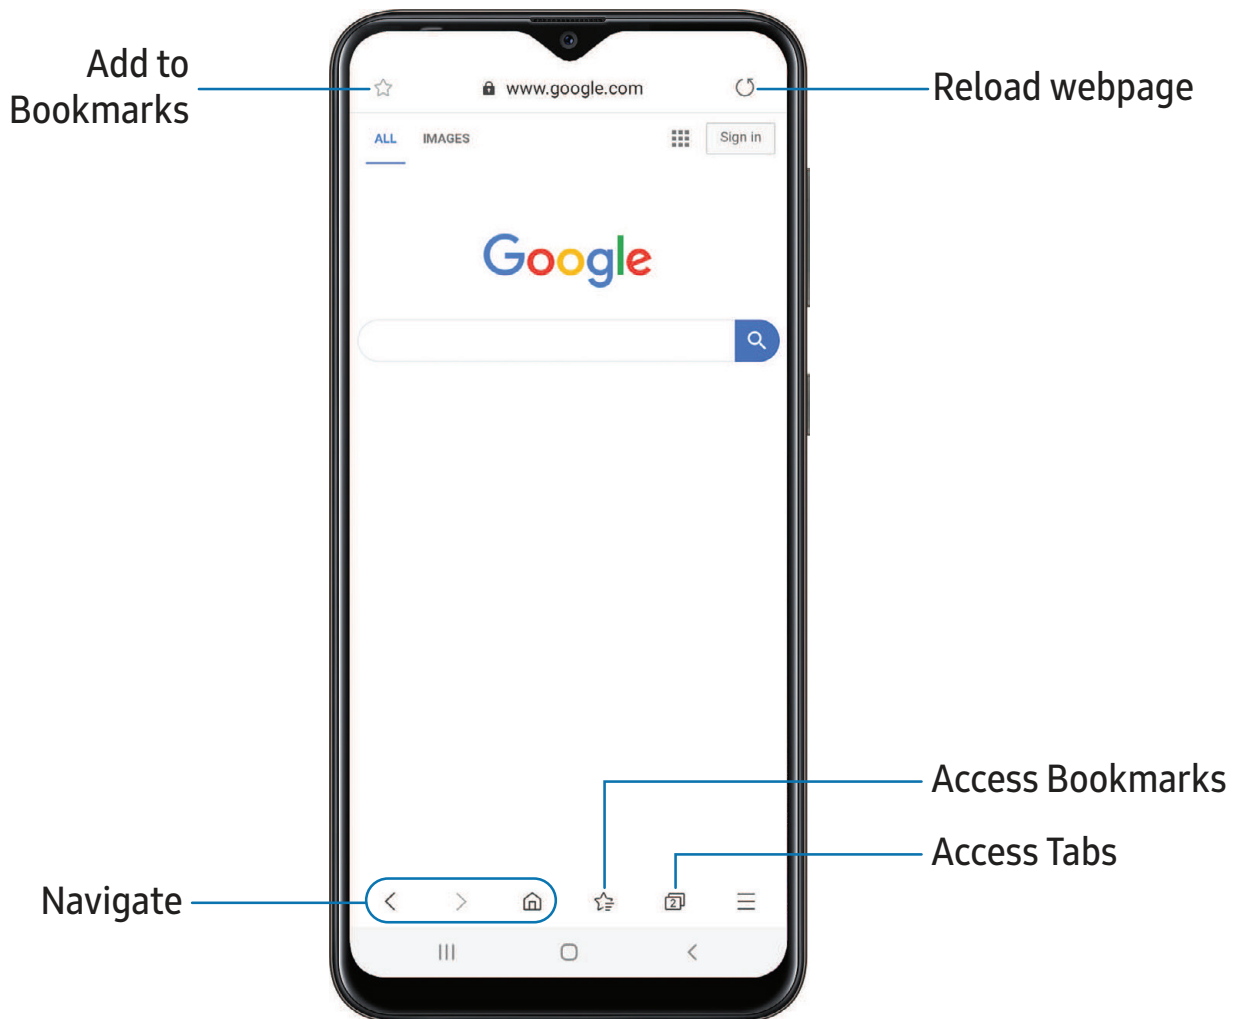 Add to
Bookmarks
www.google.com
Reload webpage
ALL IMAGES Sign in
Google
Access Bookmarks
Access Tabs
Navigate
2